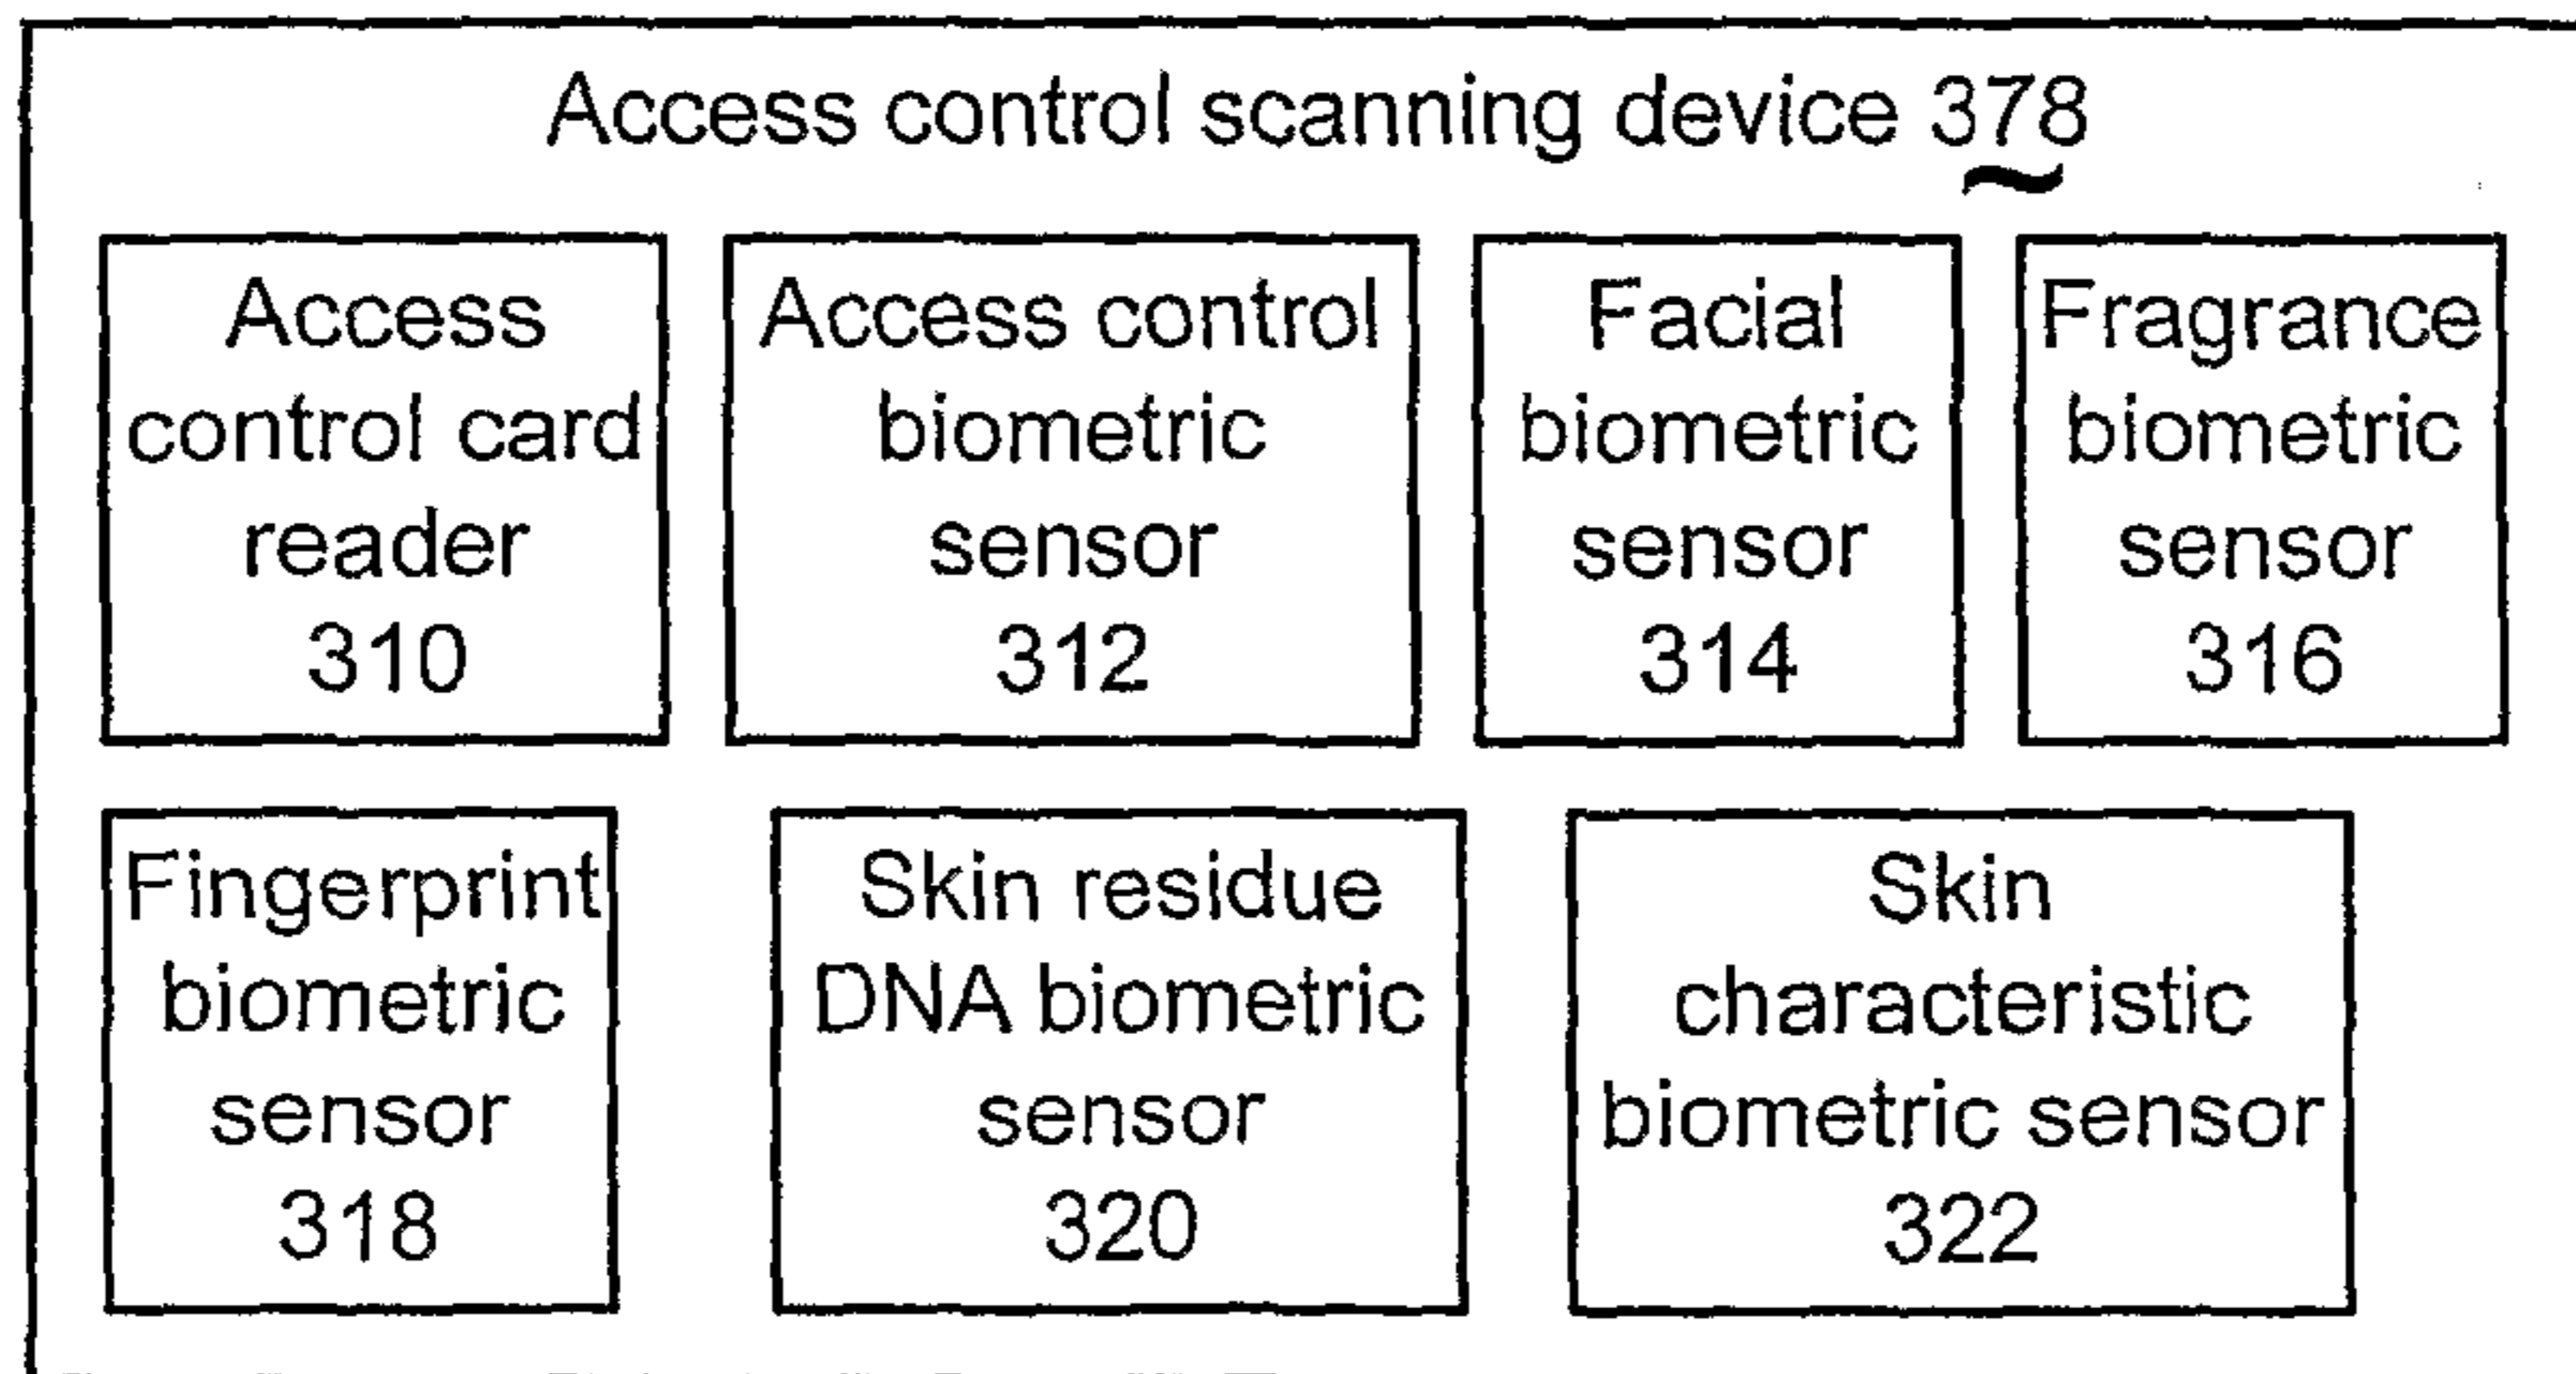 Access control scanning device 378
Access
control card
reader
310
Access control
biometric
sensor
312
Facial
biometric
sensor
314
Fragrance
biometric
sensor
316
Fingerprint
biometric
sensor
318
Skin residue
DNA biometric
sensor
320
Skin
characteristic
biometric sensor
322